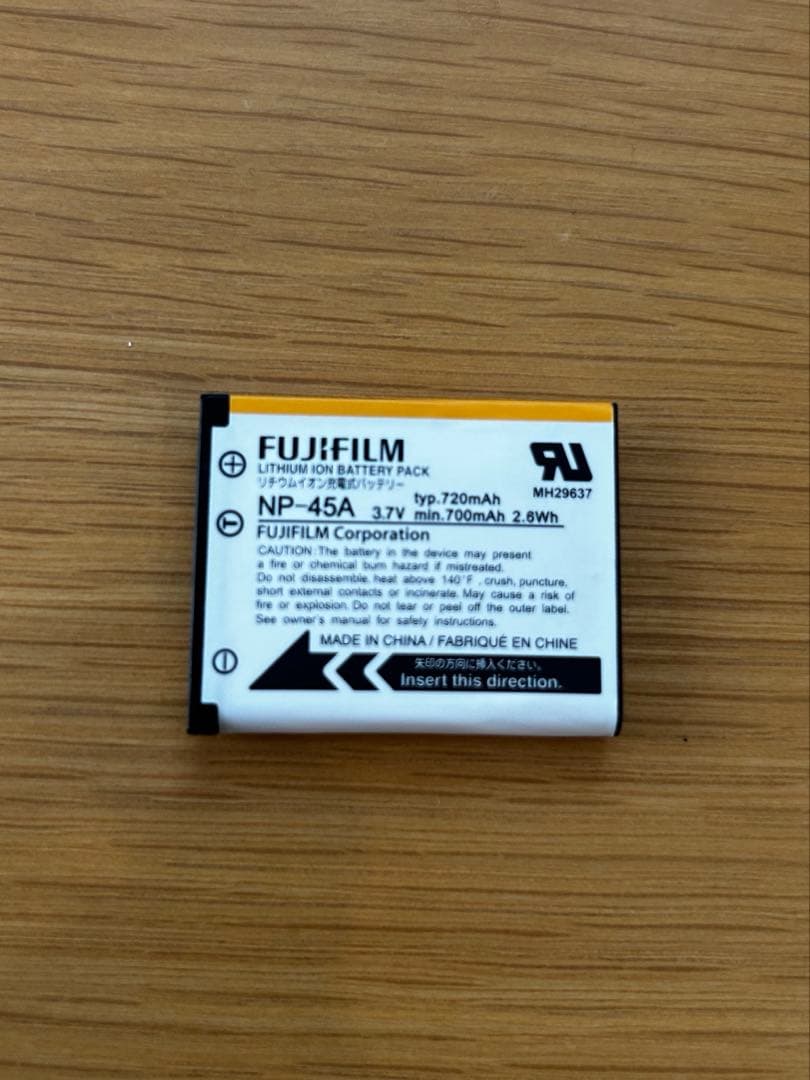 FUJIFILM
LITHIUM ION BATTERY PACK
リチウムイオン充電式バッテリー
NP-45A 3.7V typ.720mAh min.700mAh 2.6Wh
RU
MH29637
FUJIFILM Corporation
CAUTION: The battery in the device may present
a fire or chemical burn hazard if mistreated.
Do not disassemble, heat above 140°F, crush, puncture,
short external contacts or incinerate. May cause a risk of
fire or explosion. Do not tear or peel off the outer label.
See owner's manual for safety instructions.
MADE IN CHINA / FABRIQUÉ EN CHINE
矢印の方向に挿入ください。
Insert this direction.
+
T
−